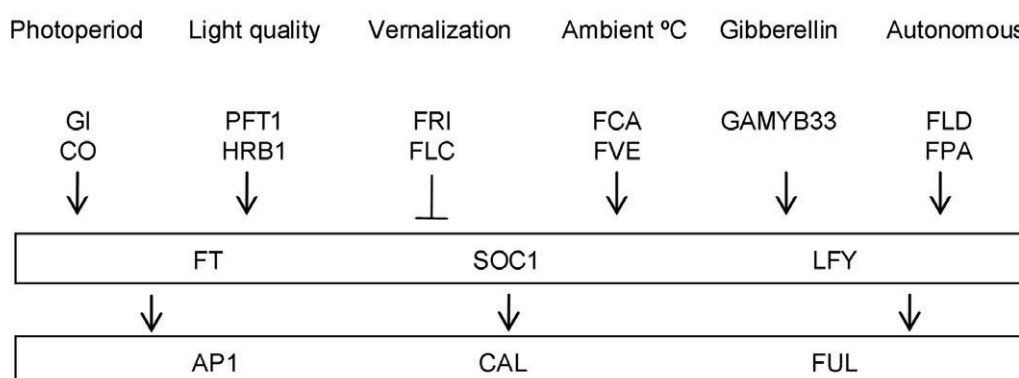 Photoperiod Light quality Vernalization Ambient ºC Gibberellin Autonomous
GI PFT1 FRI FCA GAMYB33 FLD
CO HRB1 FLC FVE FPA
FT SOC1 LFY
AP1 CAL FUL